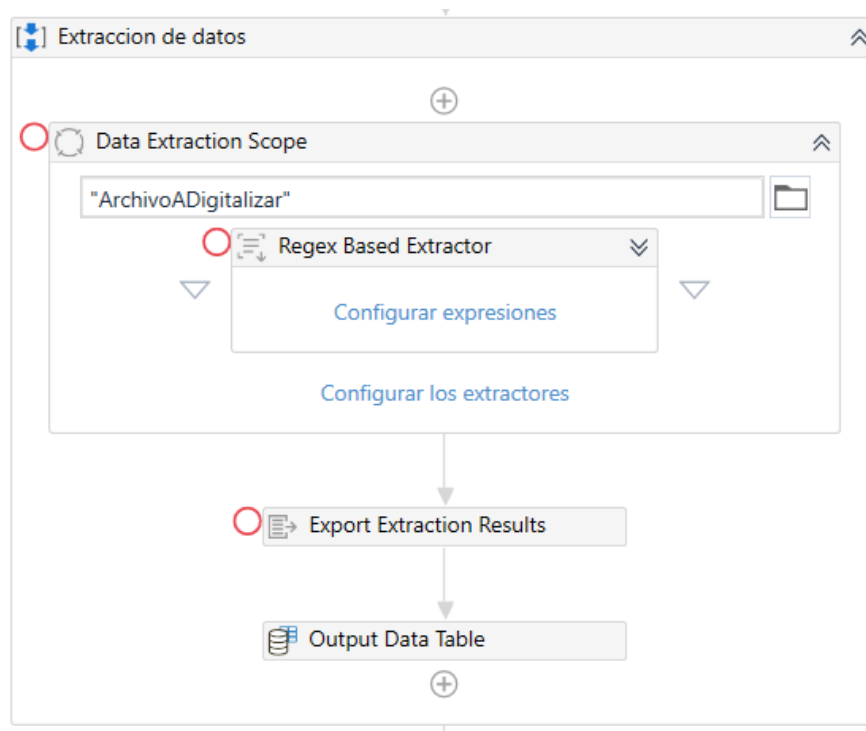 Extraccion de datos
Data Extraction Scope
"ArchivoADigitalizar"
Regex Based Extractor
Configurar expresiones
Configurar los extractores
Export Extraction Results
Output Data Table